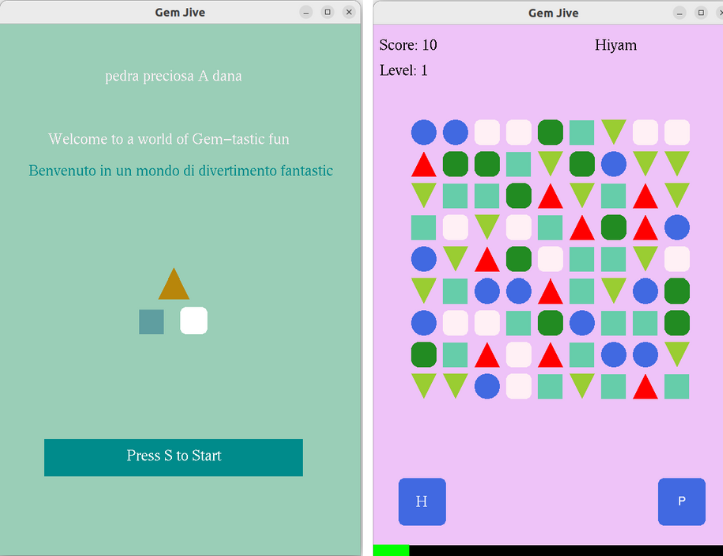 Gem Jive
pedra preciosa A dana
Welcome to a world of Gem-tastic fun
Benvenuto in un mondo di divertimento fantastic
Press S to Start
Gem Jive
Score: 10
Hiyam
Level: 1
H
P